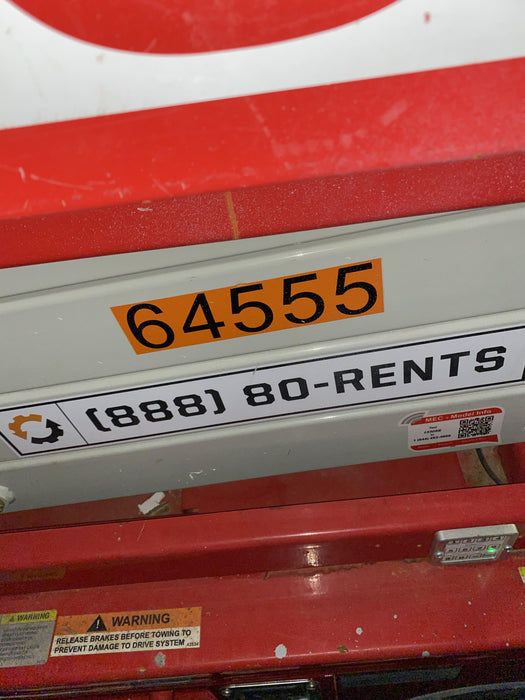 64555
(888) 80-RENTS
MEC - Model Info
WARNING
WARNING
RELEASE BRAKES BEFORE TOWING TO
PREVENT DAMAGE TO DRIVE SYSTEM